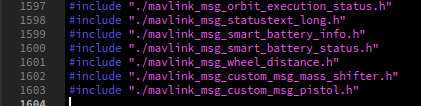 1597 #include "./mavlink_msg_orbit_execution_status.h"
1598 #include "./mavlink_msg_statustext_long.h"
1599 #include "./mavlink_msg_smart_battery_info.h"
1600 #include "./mavlink_msg_smart_battery_status.h"
1601 #include "./mavlink_msg_wheel_distance.h"
1602 #include "./mavlink_msg_custom_msg_mass_shifter.h"
1603 #include "./mavlink_msg_custom_msg_pistol.h"
1604